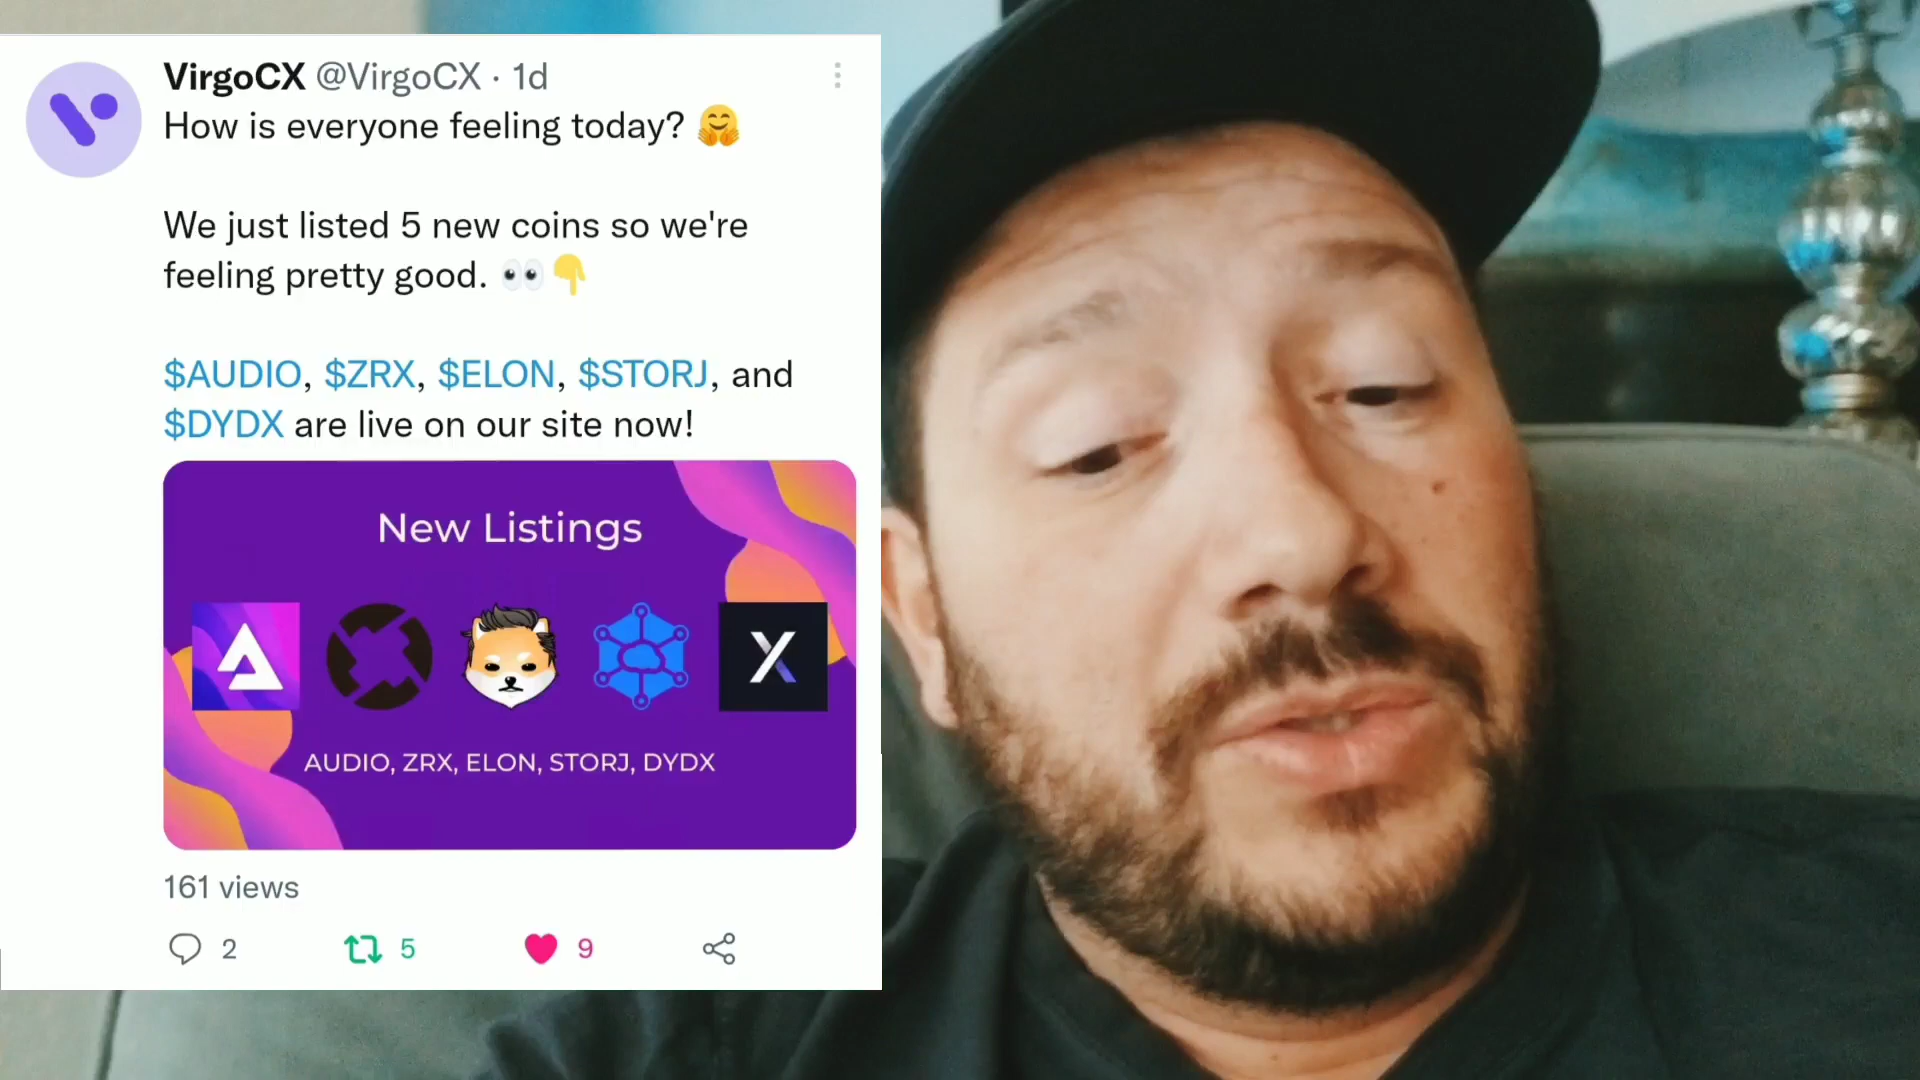 VirgoCX @VirgoCX · 1d
How is everyone feeling today? 🤗
We just listed 5 new coins so we're
feeling pretty good. 👀👇
$AUDIO, $ZRX, $ELON, $STORJ, and
$DYDX are live on our site now!
New Listings
AUDIO, ZRX, ELON, STORJ, DYDX
161 views
2 5 9